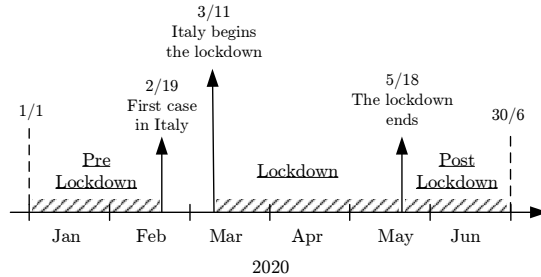 3/11
Italy begins
the lockdown
2/19
First case
in Italy
5/18
The lockdown
ends
1/1
30/6
Pre
Lockdown
Lockdown
Post
Lockdown
Jan
Feb
Mar
Apr
May
Jun
2020